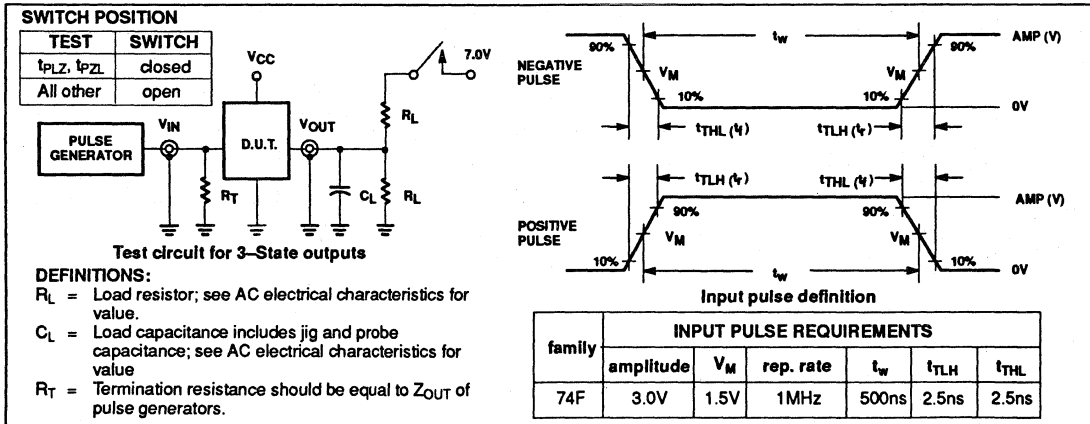 SWITCH POSITION
TEST SWITCH
tPLZ, tPZL closed
All other open
VCC
7.0V
RL
VIN
VOUT
PULSE
GENERATOR
D.U.T.
RT
CL
RL
Test circuit for 3–State outputs
DEFINITIONS:
RL = Load resistor; see AC electrical characteristics for
value.
CL = Load capacitance includes jig and probe
capacitance; see AC electrical characteristics for
value
RT = Termination resistance should be equal to ZOUT of
pulse generators.
NEGATIVE
PULSE
90%
tw
90%
AMP (V)
VM
VM
10%
10%
0V
tTHL (tf)
tTLH (tr)
tTLH (tr)
tTHL (tf)
AMP (V)
POSITIVE
PULSE
90%
90%
VM
VM
10%
10%
tw
0V
Input pulse definition
family
INPUT PULSE REQUIREMENTS
amplitude VM rep. rate tw tTLH tTHL
74F 3.0V 1.5V 1MHz 500ns 2.5ns 2.5ns